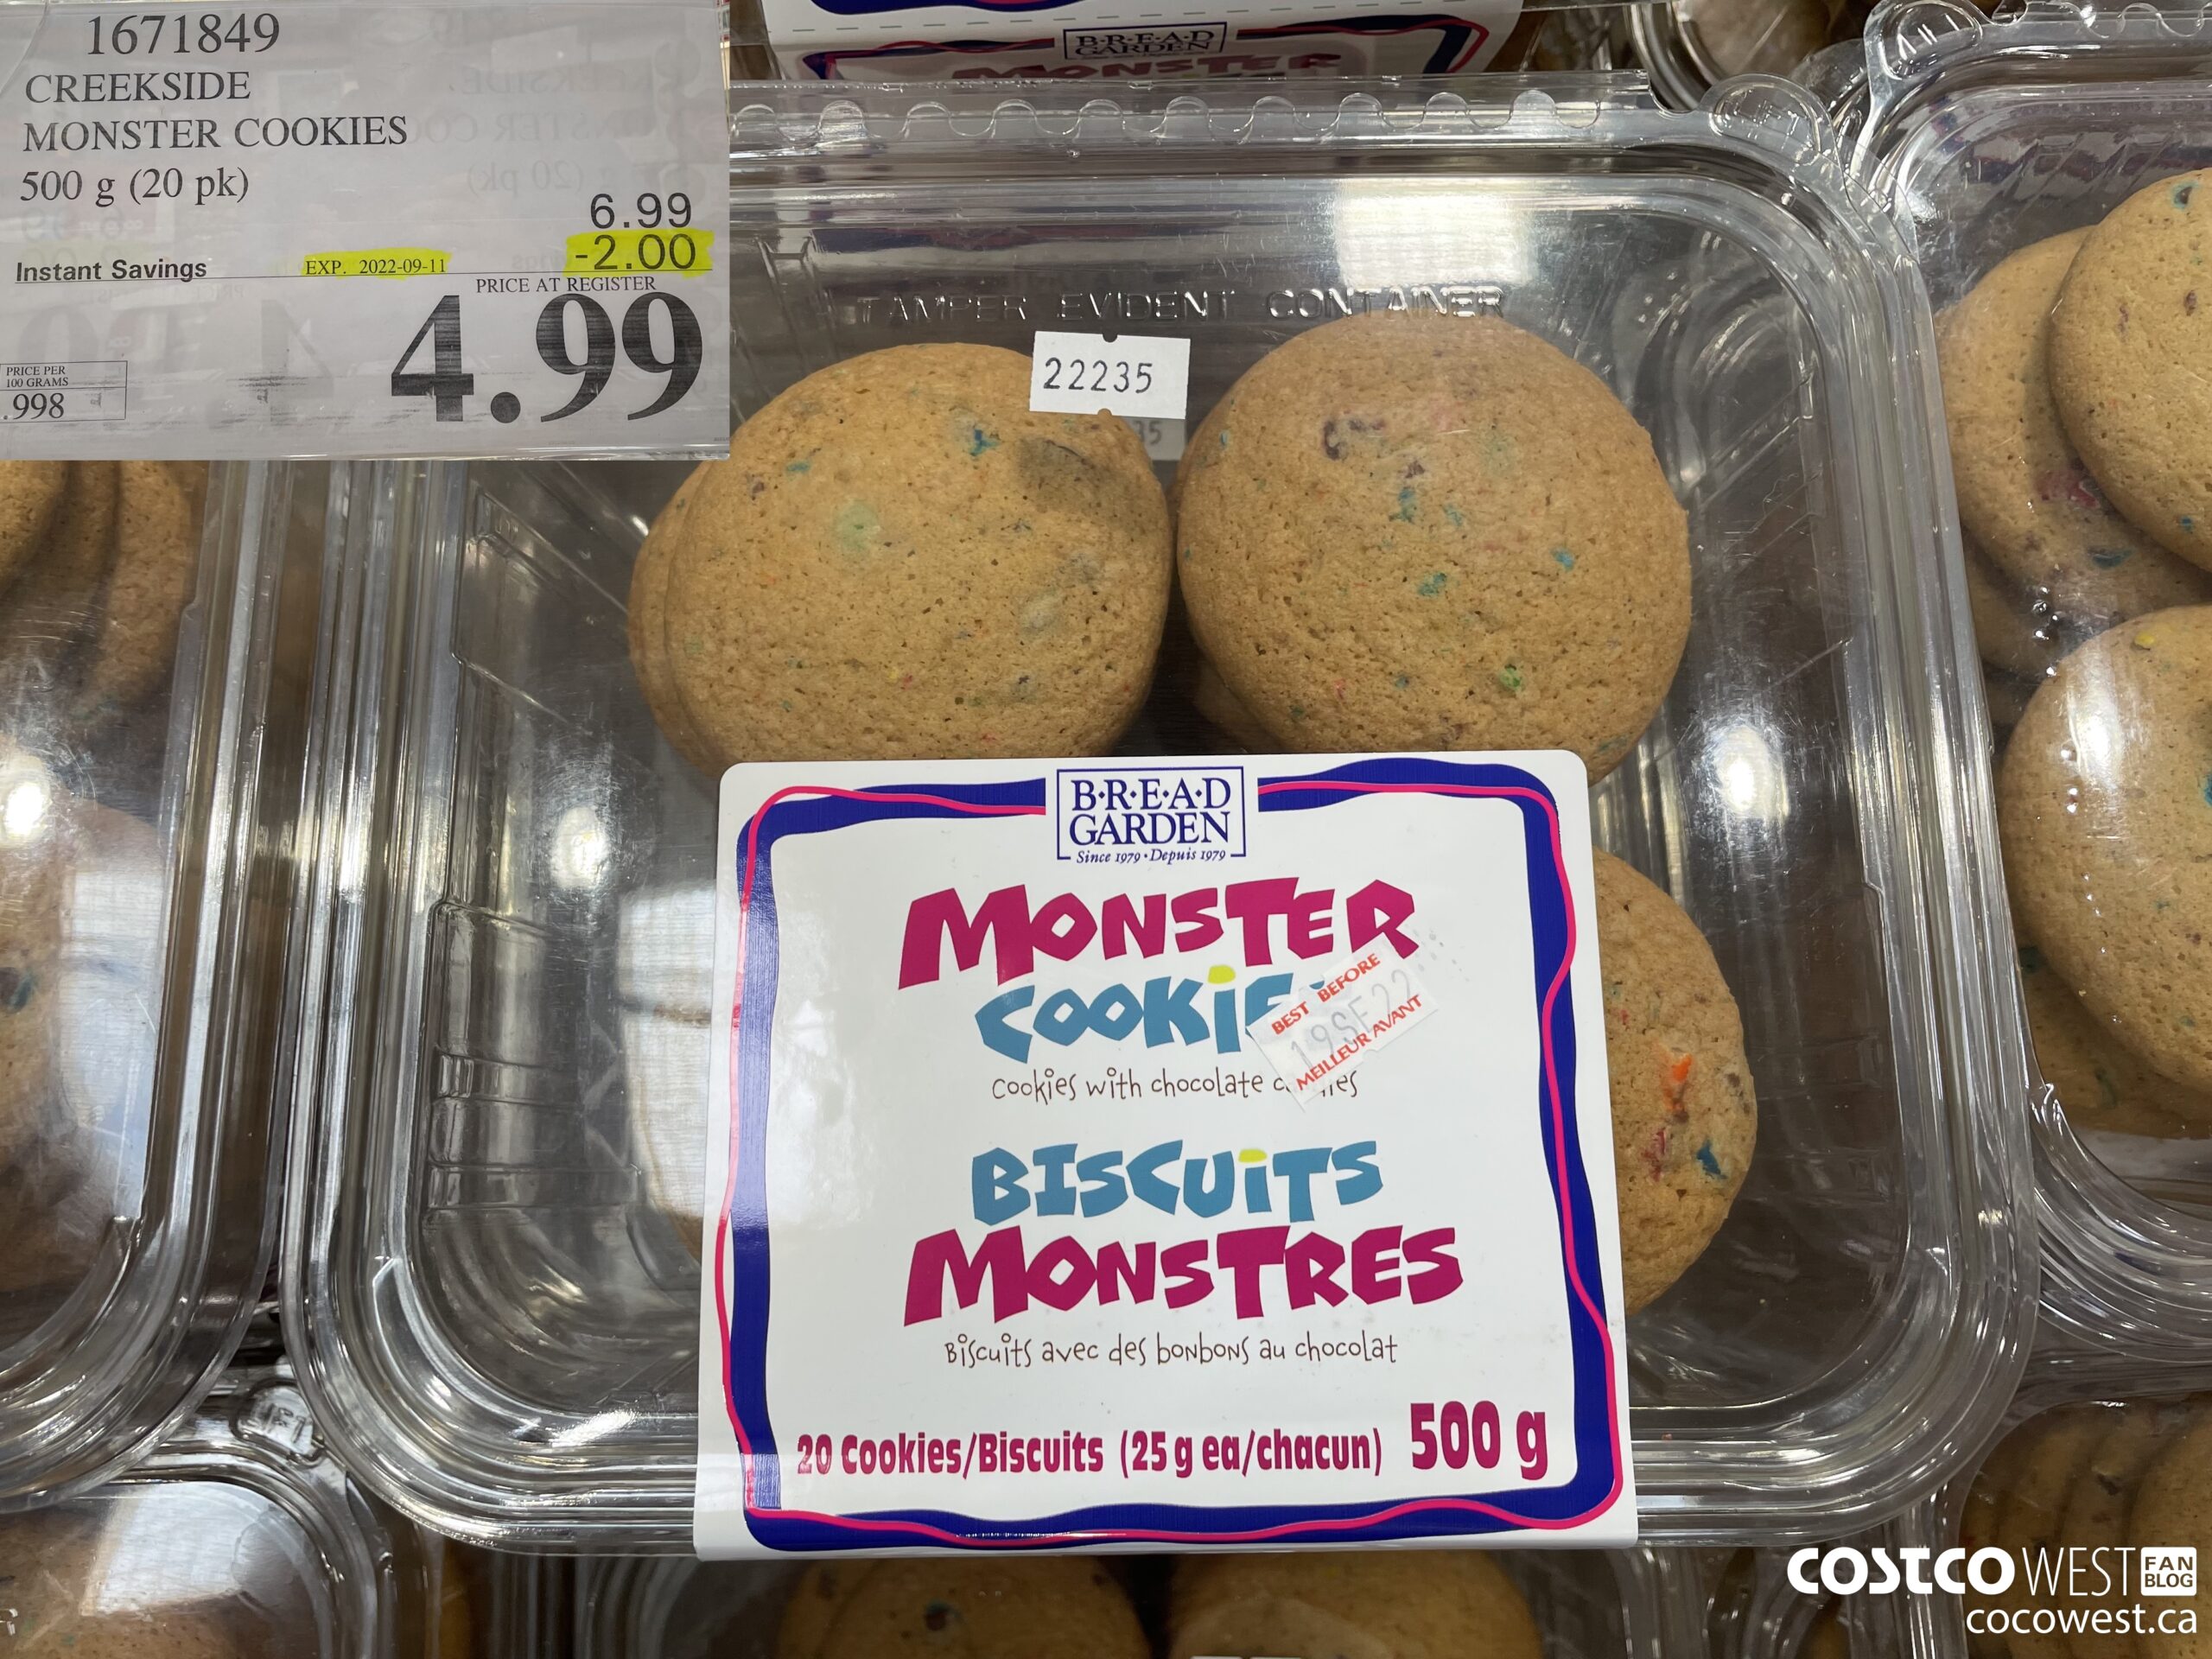 1671849
CREEKSIDE
MONSTER COOKIES
500 g (20 pk)
6.99
-2.00
Instant Savings
EXP. 2022-09-11
PRICE AT REGISTER
4.99
PRICE PER
100 GRAMS
.998
B·R·E·A·D
GARDEN
MONSTER
TAMPER EVIDENT CONTAINER
22235
B·R·E·A·D
GARDEN
Since 1979 · Depuis 1979
MONSTER
BEST BEFORE
19SE22
MEILLEUR AVANT
cookies with chocolate
BISCUITS
MONSTRES
Biscuits avec des bonbons au chocolat
20 Cookies/Biscuits (25 g ea/chacun) 500 g
COSTCO WEST FAN BLOG
cocowest.ca